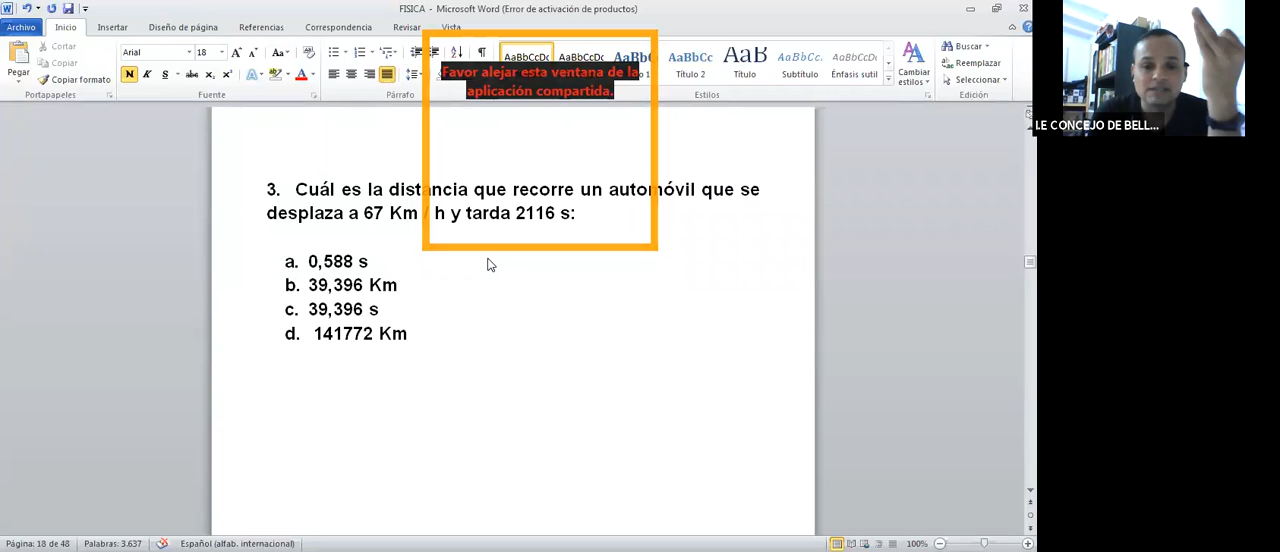 FISICA - Microsoft Word (Error de activación de productos)
Archivo Inicio Insertar Diseño de página Referencias Correspondencia Revisar Vista
Pegar
Cortar
Copiar
Copiar formato
Portapapeles
Arial 18
Fuente
Párrafo
AaBbCcDc AaBbCcDc AaBbC AaBbCc AaB AaBbCc AaBbCcDc
Título 2 Título Subtítulo Énfasis sutil
Estilos
Cambiar
estilos
Buscar
Reemplazar
Seleccionar
Edición
Favor alejar esta ventana de la
aplicación compartida.
I.E CONCEJO DE BELL...
3. Cuál es la distancia que recorre un automóvil que se
desplaza a 67 Km / h y tarda 2116 s:
a. 0,588 s
b. 39,396 Km
c. 39,396 s
d. 141772 Km
Página: 18 de 48 Palabras: 3.637 Español (alfab. internacional) 100%